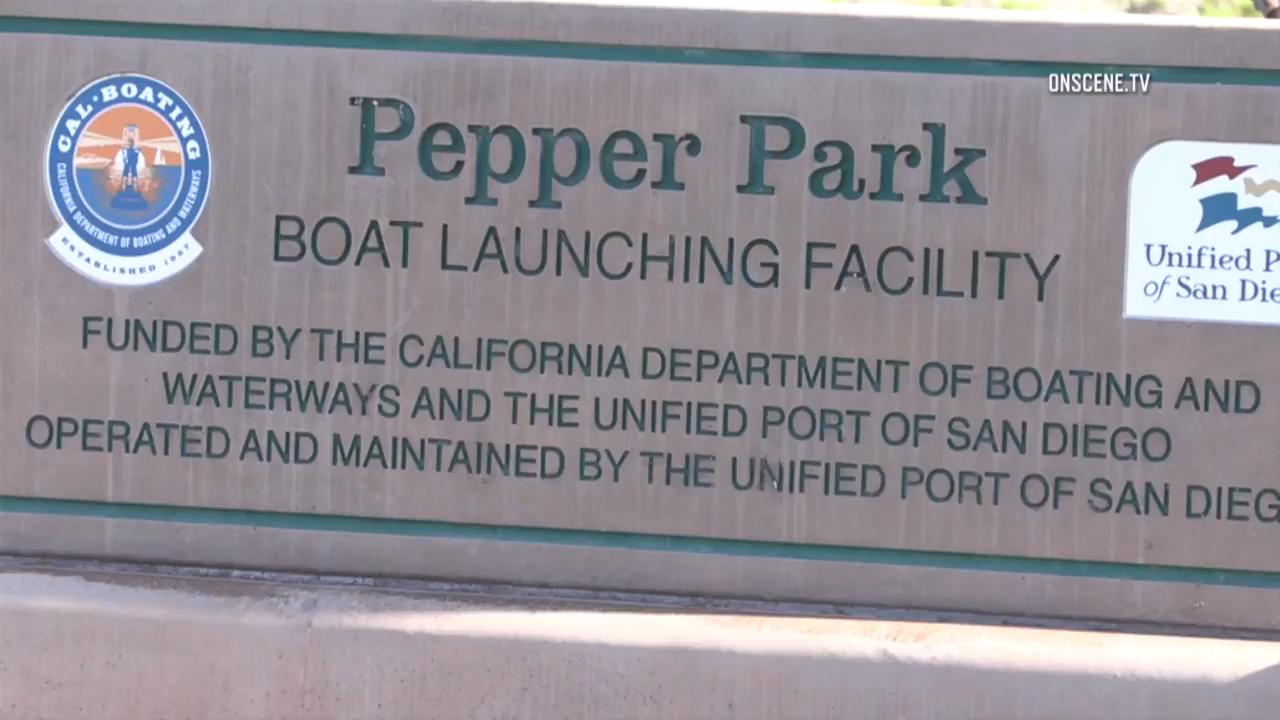 ONSCENE.TV
CAL·BOATING
CALIFORNIA DEPARTMENT OF BOATING AND WATERWAYS
ESTABLISHED 1957
Pepper Park
BOAT LAUNCHING FACILITY
Unified P
of San Die
FUNDED BY THE CALIFORNIA DEPARTMENT OF BOATING AND
WATERWAYS AND THE UNIFIED PORT OF SAN DIEGO
OPERATED AND MAINTAINED BY THE UNIFIED PORT OF SAN DIEG